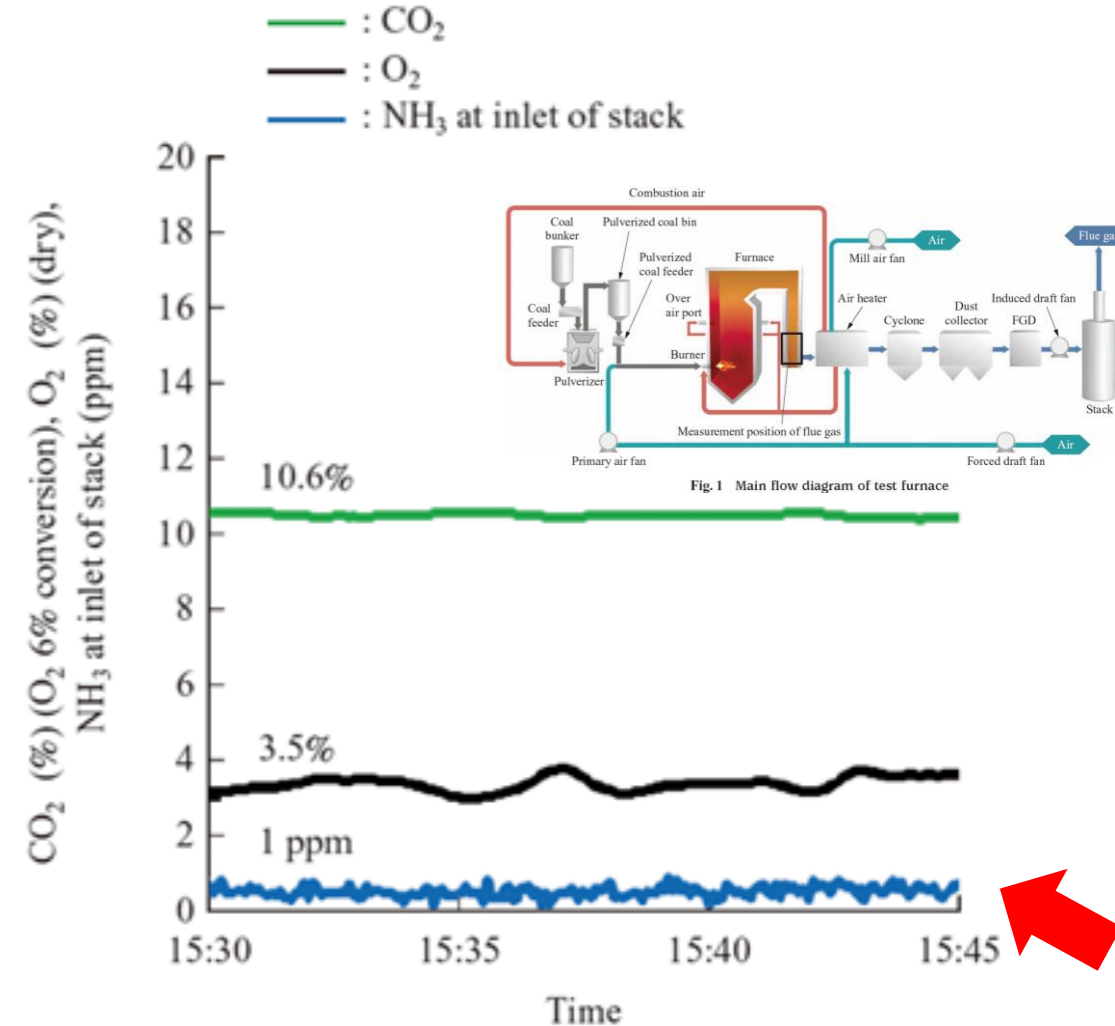 : CO₂
: O₂
: NH₃ at inlet of stack
CO₂ (%) (O₂ 6% conversion), O₂ (%) (dry),
NH₃ at inlet of stack (ppm)
20
18
16
14
12
10
8
6
4
2
0
10.6%
3.5%
1 ppm
15:30
15:35
15:40
15:45
Time
Combustion air
Coal
bunker
Pulverized coal bin
Pulverized
coal feeder
Coal
feeder
Pulverizer
Furnace
Over
air port
Burner
Mill air fan
Air
Air heater
Cyclone
Dust
collector
FGD
Induced draft fan
Flue ga
Stack
Measurement position of flue gas
Primary air fan
Forced draft fan
Air
Fig. 1 Main flow diagram of test furnace